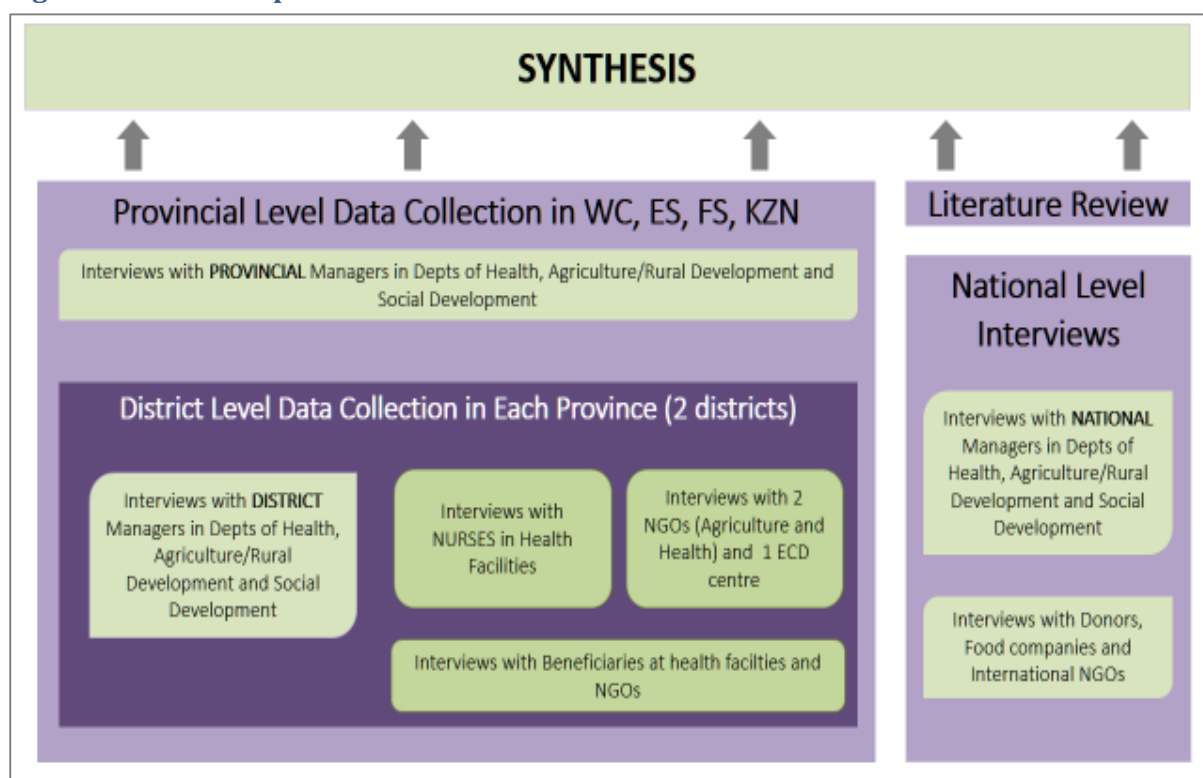 SYNTHESIS
Provincial Level Data Collection in WC, ES, FS, KZN
Interviews with PROVINCIAL Managers in Depts of Health, Agriculture/Rural Development and
Social Development
District Level Data Collection in Each Province (2 districts)
Interviews with DISTRICT
Managers in Depts of Health,
Agriculture/Rural
Development and Social
Development
Interviews with
NURSES in Health
Facilities
Interviews with 2
NGOs (Agriculture and
Health) and 1 ECD
centre
Interviews with Beneficiaries at health facilties and
NGOs
Literature Review
National Level
Interviews
Interviews with NATIONAL
Managers in Depts of
Health, Agriculture/Rural
Development and Social
Development
Interviews with Donors,
Food companies and
International NGOs